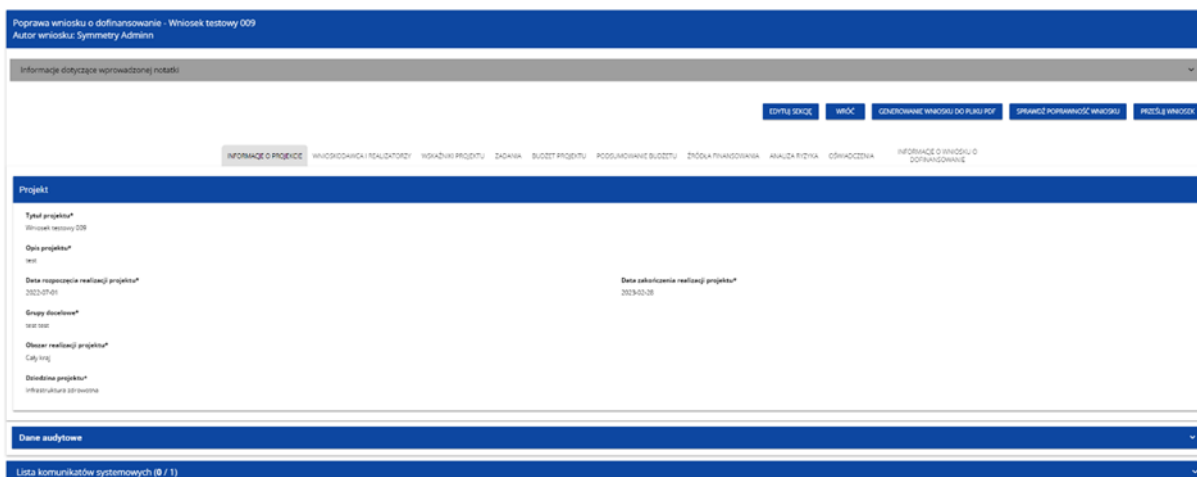 Poprawa wniosku o dofinansowanie - Wniosek testowy 009
Autor wniosku: Symmetry Adminn
Informacje dotyczące wprowadzonej notatki
EDYTUJ SEKCJĘ WRÓĆ GENEROWANIE WNIOSKU DO PLIKU PDF SPRAWDŹ POPRAWNOŚĆ WNIOSKU PRZEŚLIJ WNIOSEK
INFORMACJE O PROJEKCIE WNIOSKODAWCA I REALIZATORZY WSKAŹNIKI PROJEKTU ZADANIA BUDŻET PROJEKTU PODSUMOWANIE BUDŻETU ŹRÓDŁA FINANSOWANIA ANALIZA RYZYKA OŚWIADCZENIA INFORMACJE O WNIOSKU O
DOFINANSOWANIE
Projekt
Tytuł projektu*
Wniosek testowy 009
Opis projektu*
test
Data rozpoczęcia realizacji projektu* Data zakończenia realizacji projektu*
2022-07-01 2023-02-28
Grupy docelowe*
test test
Obszar realizacji projektu*
Cały kraj
Dziedzina projektu*
Infrastruktura zdrowotna
Dane audytowe
Lista komunikatów systemowych (0 / 1)